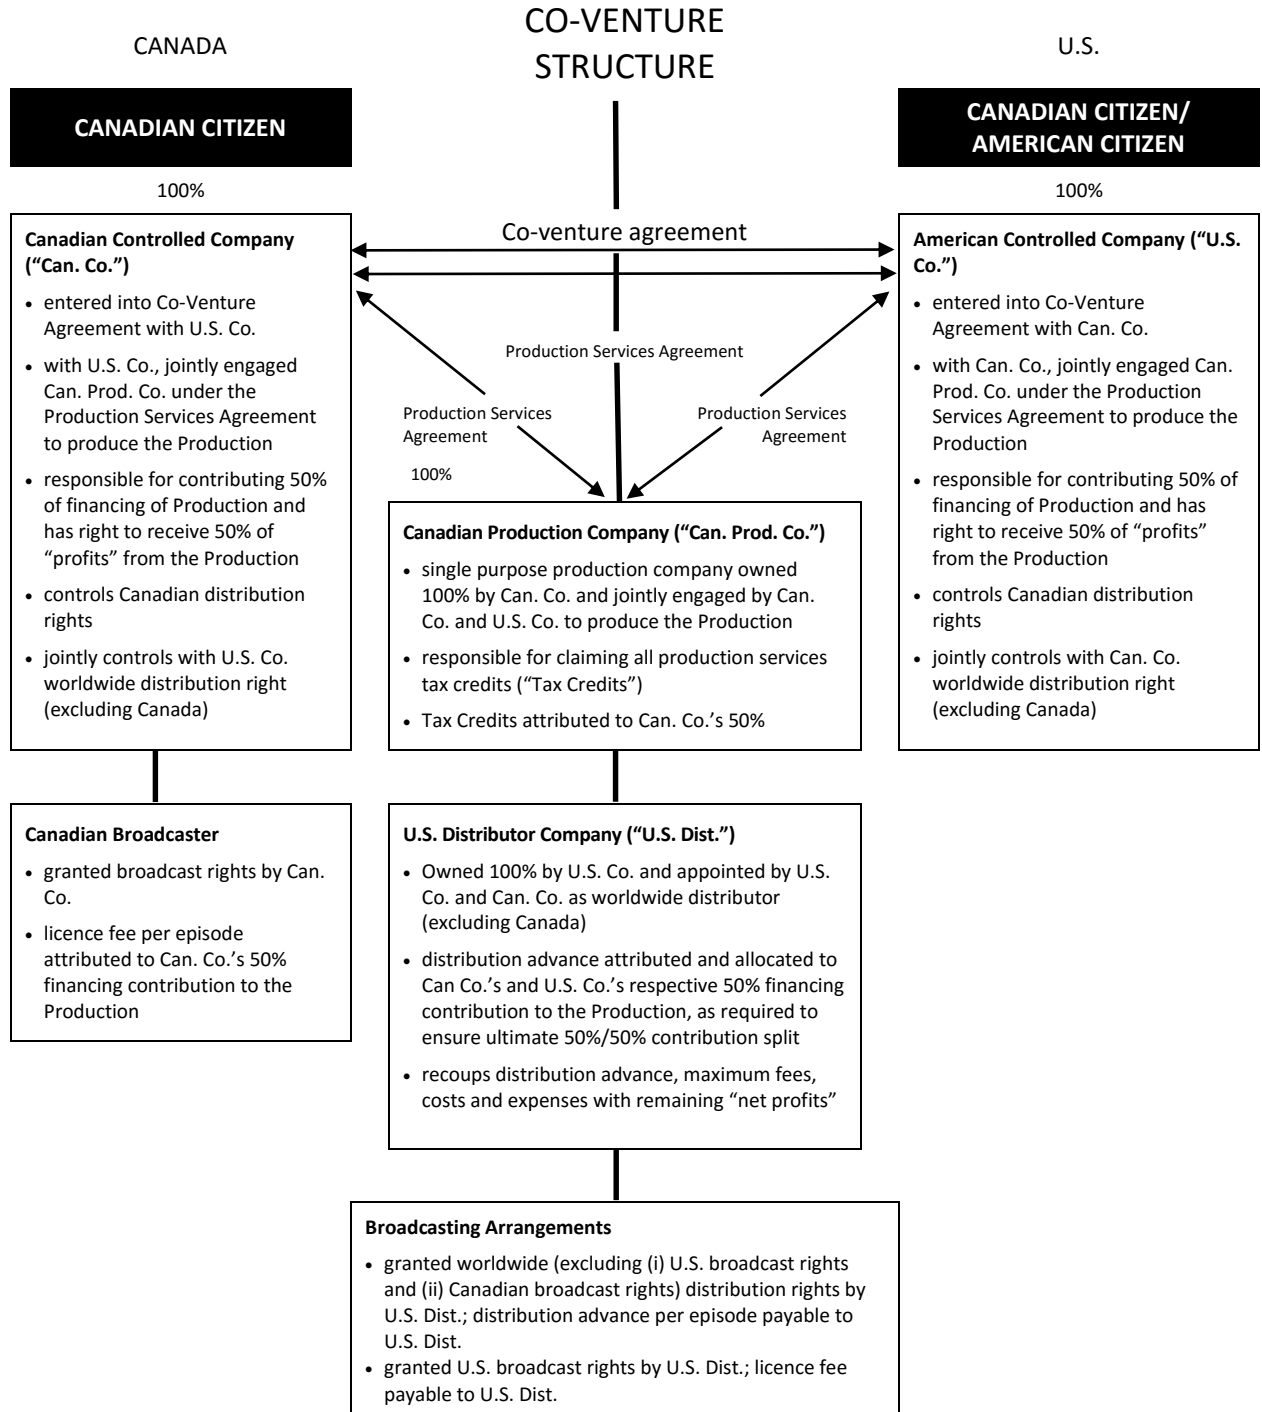 CO-VENTURE
STRUCTURE
CANADA
U.S.
CANADIAN CITIZEN
CANADIAN CITIZEN/
AMERICAN CITIZEN
100%
100%
Canadian Controlled Company
(“Can. Co.”)
• entered into Co-Venture
Agreement with U.S. Co.
• with U.S. Co., jointly engaged
Can. Prod. Co. under the
Production Services Agreement
to produce the Production
• responsible for contributing 50%
of financing of Production and
has right to receive 50% of
“profits” from the Production
• controls Canadian distribution
rights
• jointly controls with U.S. Co.
worldwide distribution right
(excluding Canada)
Co-venture agreement
Production Services Agreement
Production Services
Agreement
Production Services
Agreement
100%
American Controlled Company (“U.S.
Co.”)
• entered into Co-Venture
Agreement with Can. Co.
• with Can. Co., jointly engaged Can.
Prod. Co. under the Production
Services Agreement to produce the
Production
• responsible for contributing 50% of
financing of Production and has
right to receive 50% of “profits”
from the Production
• controls Canadian distribution
rights
• jointly controls with Can. Co.
worldwide distribution right
(excluding Canada)
Canadian Production Company (“Can. Prod. Co.”)
• single purpose production company owned
100% by Can. Co. and jointly engaged by Can.
Co. and U.S. Co. to produce the Production
• responsible for claiming all production services
tax credits (“Tax Credits”)
• Tax Credits attributed to Can. Co.’s 50%
Canadian Broadcaster
• granted broadcast rights by Can.
Co.
• licence fee per episode
attributed to Can. Co.’s 50%
financing contribution to the
Production
U.S. Distributor Company (“U.S. Dist.”)
• Owned 100% by U.S. Co. and appointed by U.S.
Co. and Can. Co. as worldwide distributor
(excluding Canada)
• distribution advance attributed and allocated to
Can Co.’s and U.S. Co.’s respective 50% financing
contribution to the Production, as required to
ensure ultimate 50%/50% contribution split
• recoups distribution advance, maximum fees,
costs and expenses with remaining “net profits”
Broadcasting Arrangements
• granted worldwide (excluding (i) U.S. broadcast rights
and (ii) Canadian broadcast rights) distribution rights by
U.S. Dist.; distribution advance per episode payable to
U.S. Dist.
• granted U.S. broadcast rights by U.S. Dist.; licence fee
payable to U.S. Dist.